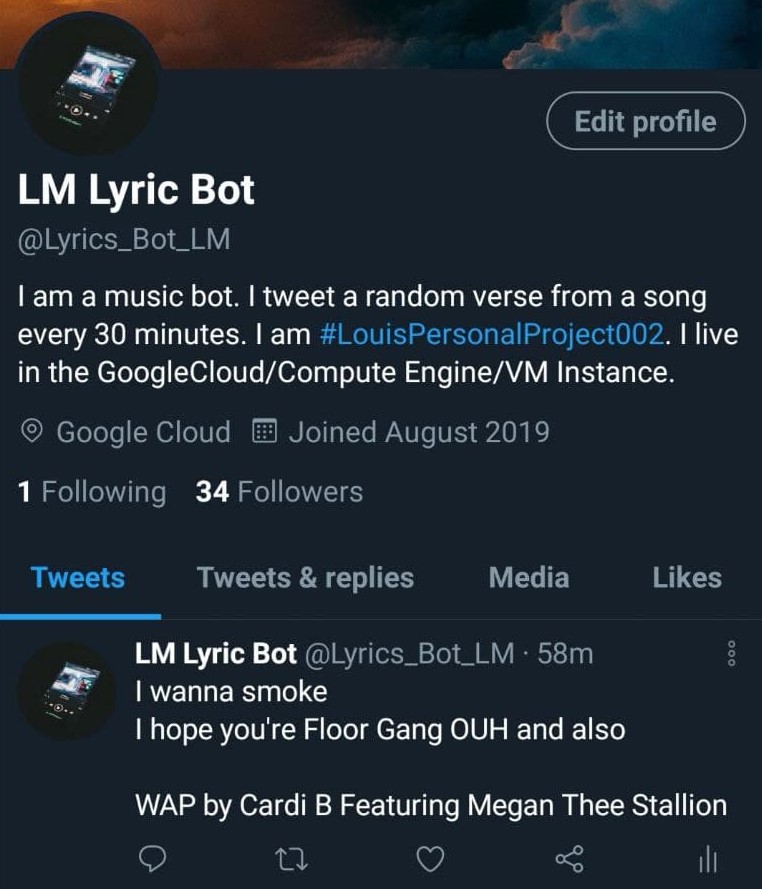 Edit profile
LM Lyric Bot
@Lyrics_Bot_LM
I am a music bot. I tweet a random verse from a song
every 30 minutes. I am #LouisPersonalProject002. I live
in the GoogleCloud/Compute Engine/VM Instance.
Google Cloud Joined August 2019
1 Following 34 Followers
Tweets Tweets & replies Media Likes
LM Lyric Bot @Lyrics_Bot_LM · 58m
I wanna smoke
I hope you're Floor Gang OUH and also
WAP by Cardi B Featuring Megan Thee Stallion